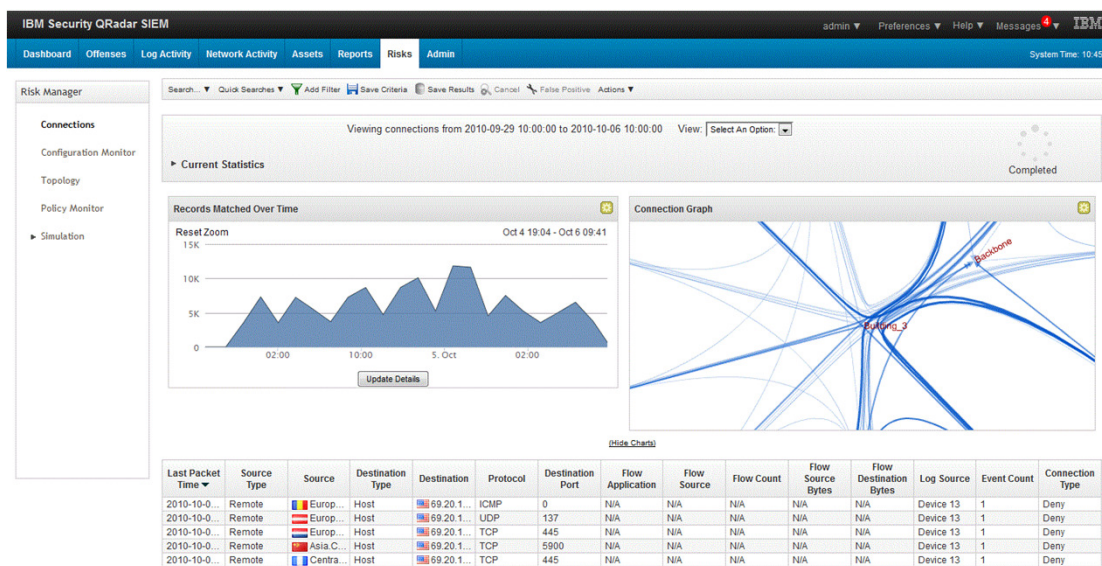 IBM Security QRadar SIEM
admin ▼ Preferences ▼ Help ▼ Messages 4 ▼ IBM
Dashboard Offenses Log Activity Network Activity Assets Reports Risks Admin
System Time: 10:45
Risk Manager
Connections
Configuration Monitor
Topology
Policy Monitor
► Simulation
Search... ▼ Quick Searches ▼ Add Filter Save Criteria Save Results Cancel False Positive Actions ▼
Viewing connections from 2010-09-29 10:00:00 to 2010-10-06 10:00:00 View: Select An Option:
► Current Statistics
Completed
Records Matched Over Time
Reset Zoom Oct 4 19:04 - Oct 6 09:41
15K
10K
5K
0
02:00 10:00 5. Oct 02:00
Update Details
Connection Graph
Backbone
Building_3
(Hide Charts)
Last Packet Time ▼ Source Type Source Destination Type Destination Protocol Destination Port Flow Application Flow Source Flow Count Flow Source Bytes Flow Destination Bytes Log Source Event Count Connection Type
2010-10-0... Remote Europ... Host 69.20.1... ICMP 0 N/A N/A N/A N/A N/A Device 13 1 Deny
2010-10-0... Remote Europ... Host 69.20.1... UDP 137 N/A N/A N/A N/A N/A Device 13 1 Deny
2010-10-0... Remote Europ... Host 69.20.1... TCP 445 N/A N/A N/A N/A N/A Device 13 1 Deny
2010-10-0... Remote Asia.C... Host 69.20.1... TCP 5900 N/A N/A N/A N/A N/A Device 13 1 Deny
2010-10-0... Remote Centra... Host 69.20.1... TCP 445 N/A N/A N/A N/A N/A Device 13 1 Deny